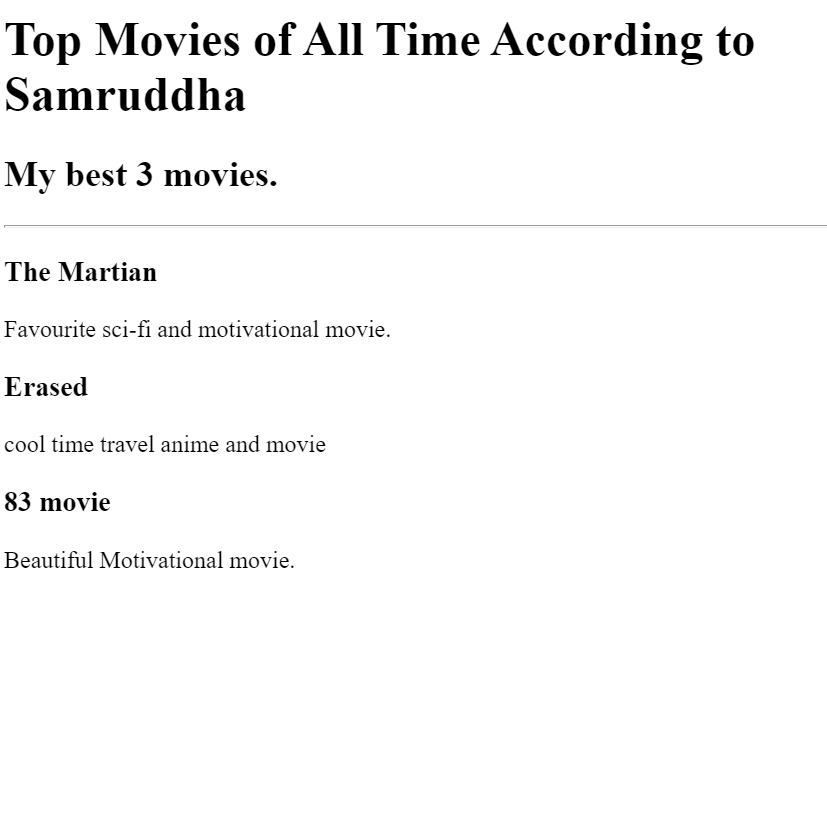 Top Movies of All Time According to
Samruddha
My best 3 movies.
The Martian
Favourite sci-fi and motivational movie.
Erased
cool time travel anime and movie
83 movie
Beautiful Motivational movie.